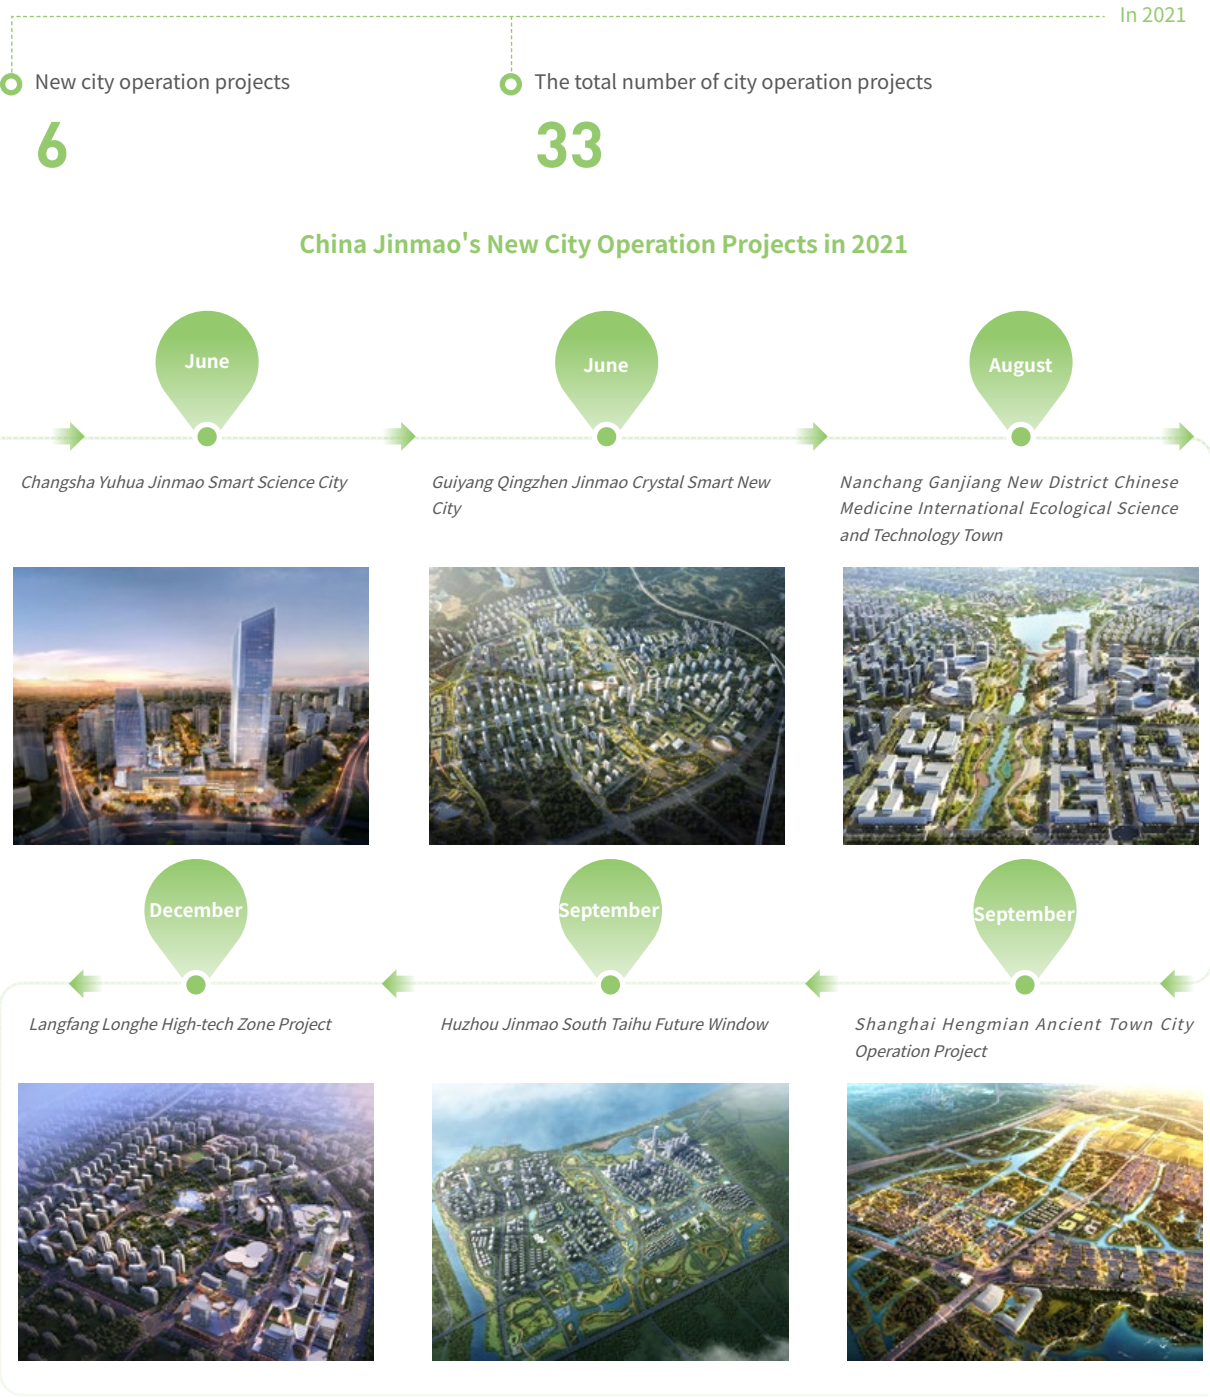 In 2021
New city operation projects
The total number of city operation projects
6
33
China Jinmao's New City Operation Projects in 2021
June
June
August
Changsha Yuhua Jinmao Smart Science City
Guiyang Qingzhen Jinmao Crystal Smart New
City
Nanchang Ganjiang New District Chinese
Medicine International Ecological Science
and Technology Town
December
September
September
Langfang Longhe High-tech Zone Project
Huzhou Jinmao South Taihu Future Window
Shanghai Hengmian Ancient Town City
Operation Project